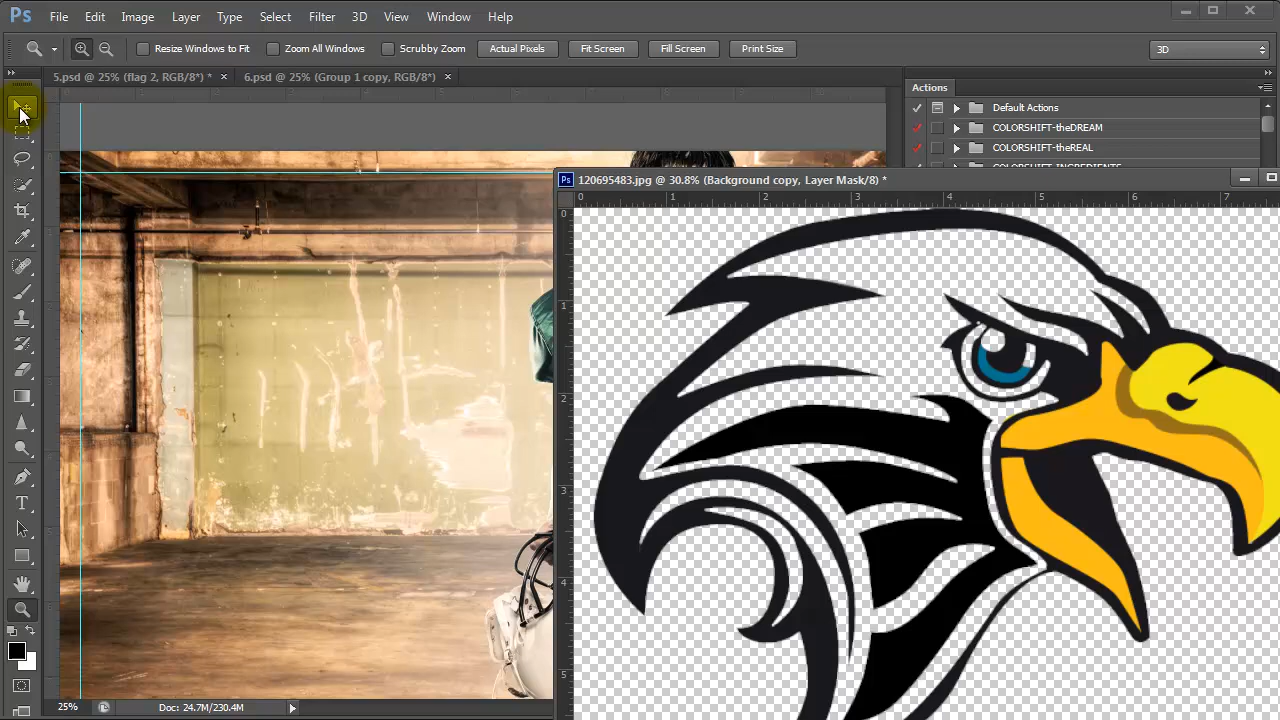 Ps File Edit Image Layer Type Select Filter 3D View Window Help
Resize Windows to Fit Zoom All Windows Scrubby Zoom Actual Pixels Fit Screen Fill Screen Print Size 3D
5.psd @ 25% (flag 2, RGB/8*) * × 6.psd @ 25% (Group 1 copy, RGB/8*) ×
Actions
Default Actions
COLORSHIFT-theDREAM
COLORSHIFT-theREAL
COLORSHIFT-INGREDIENTS
Ps 120695483.jpg @ 30.8% (Background copy, Layer Mask/8) *
0 1 2 3 4 5 6 7
0
1
2
3
4
5
T
25% Doc: 24.7M/230.4M